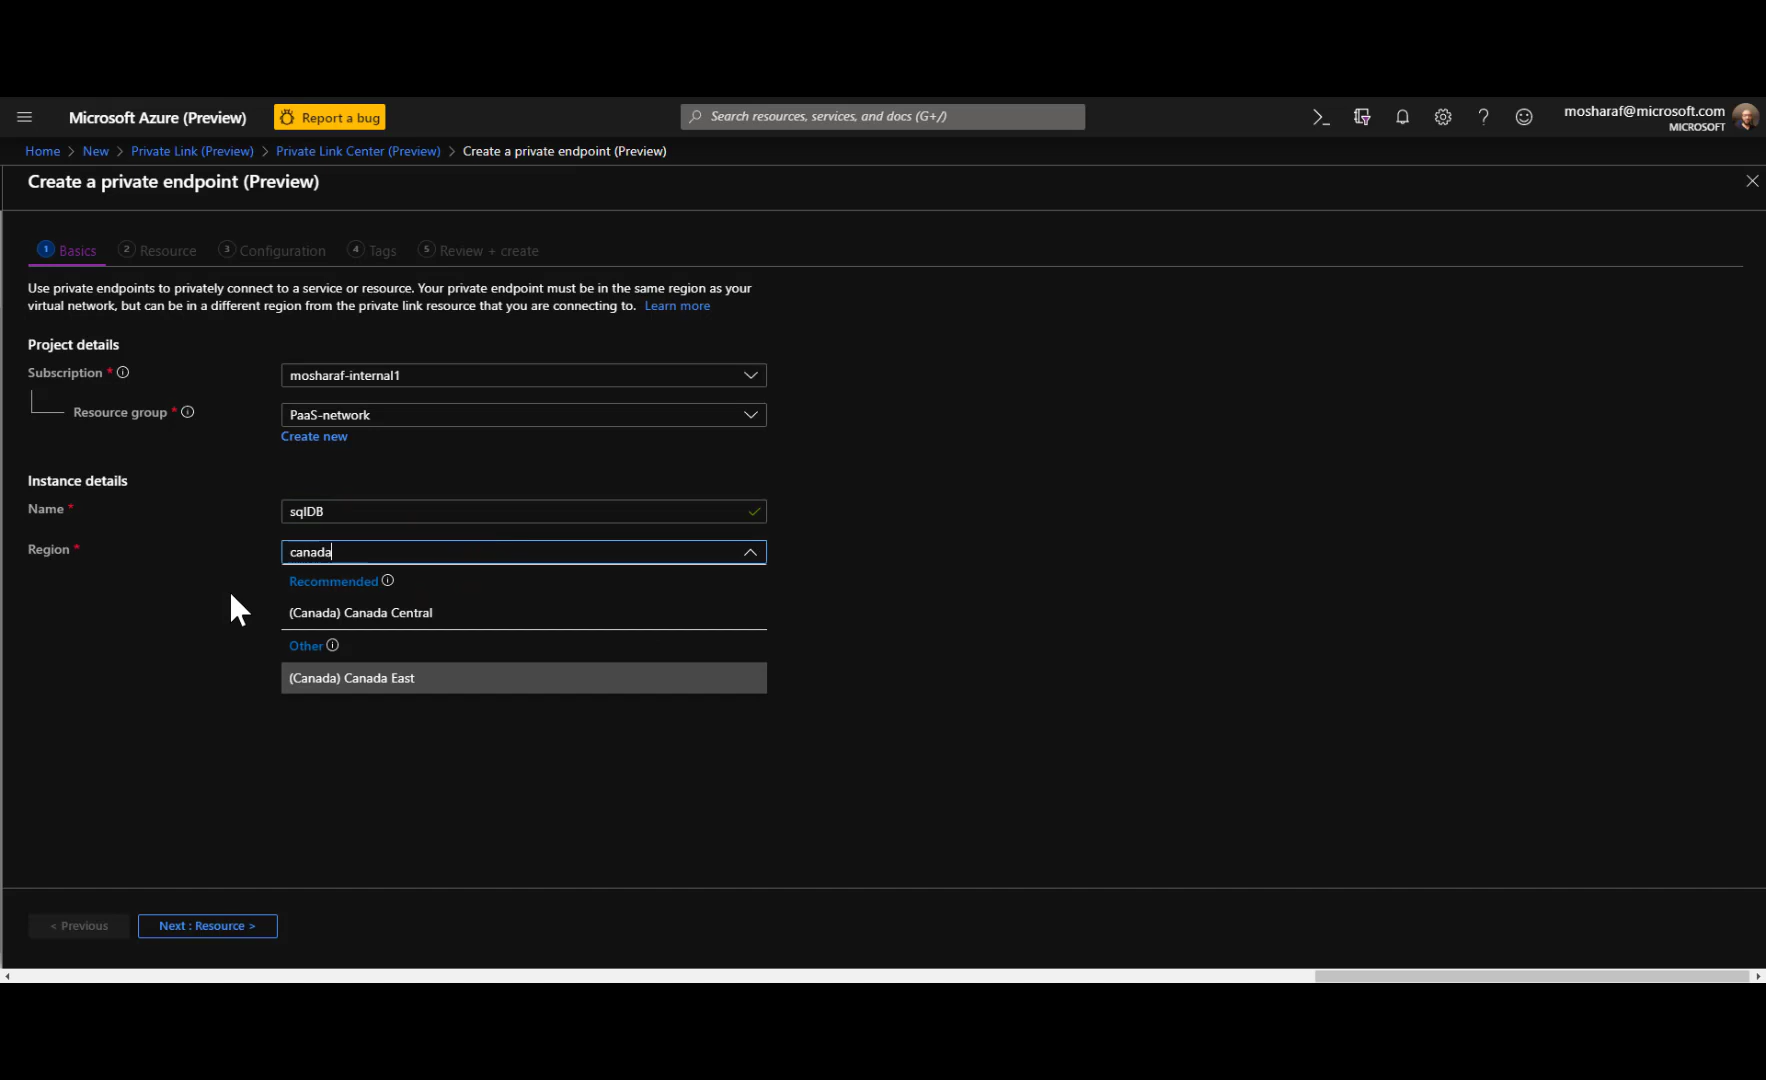 Microsoft Azure (Preview)
Report a bug
Search resources, services, and docs (G+/)
mosharaf@microsoft.com
MICROSOFT
Home > New > Private Link (Preview) > Private Link Center (Preview) > Create a private endpoint (Preview)
Create a private endpoint (Preview)
1 Basics 2 Resource 3 Configuration 4 Tags 5 Review + create
Use private endpoints to privately connect to a service or resource. Your private endpoint must be in the same region as your
virtual network, but can be in a different region from the private link resource that you are connecting to. Learn more
Project details
Subscription * mosharaf-internal1
Resource group * PaaS-network
Create new
Instance details
Name * sqlDB
Region * canada
Recommended
(Canada) Canada Central
Other
(Canada) Canada East
< Previous Next : Resource >